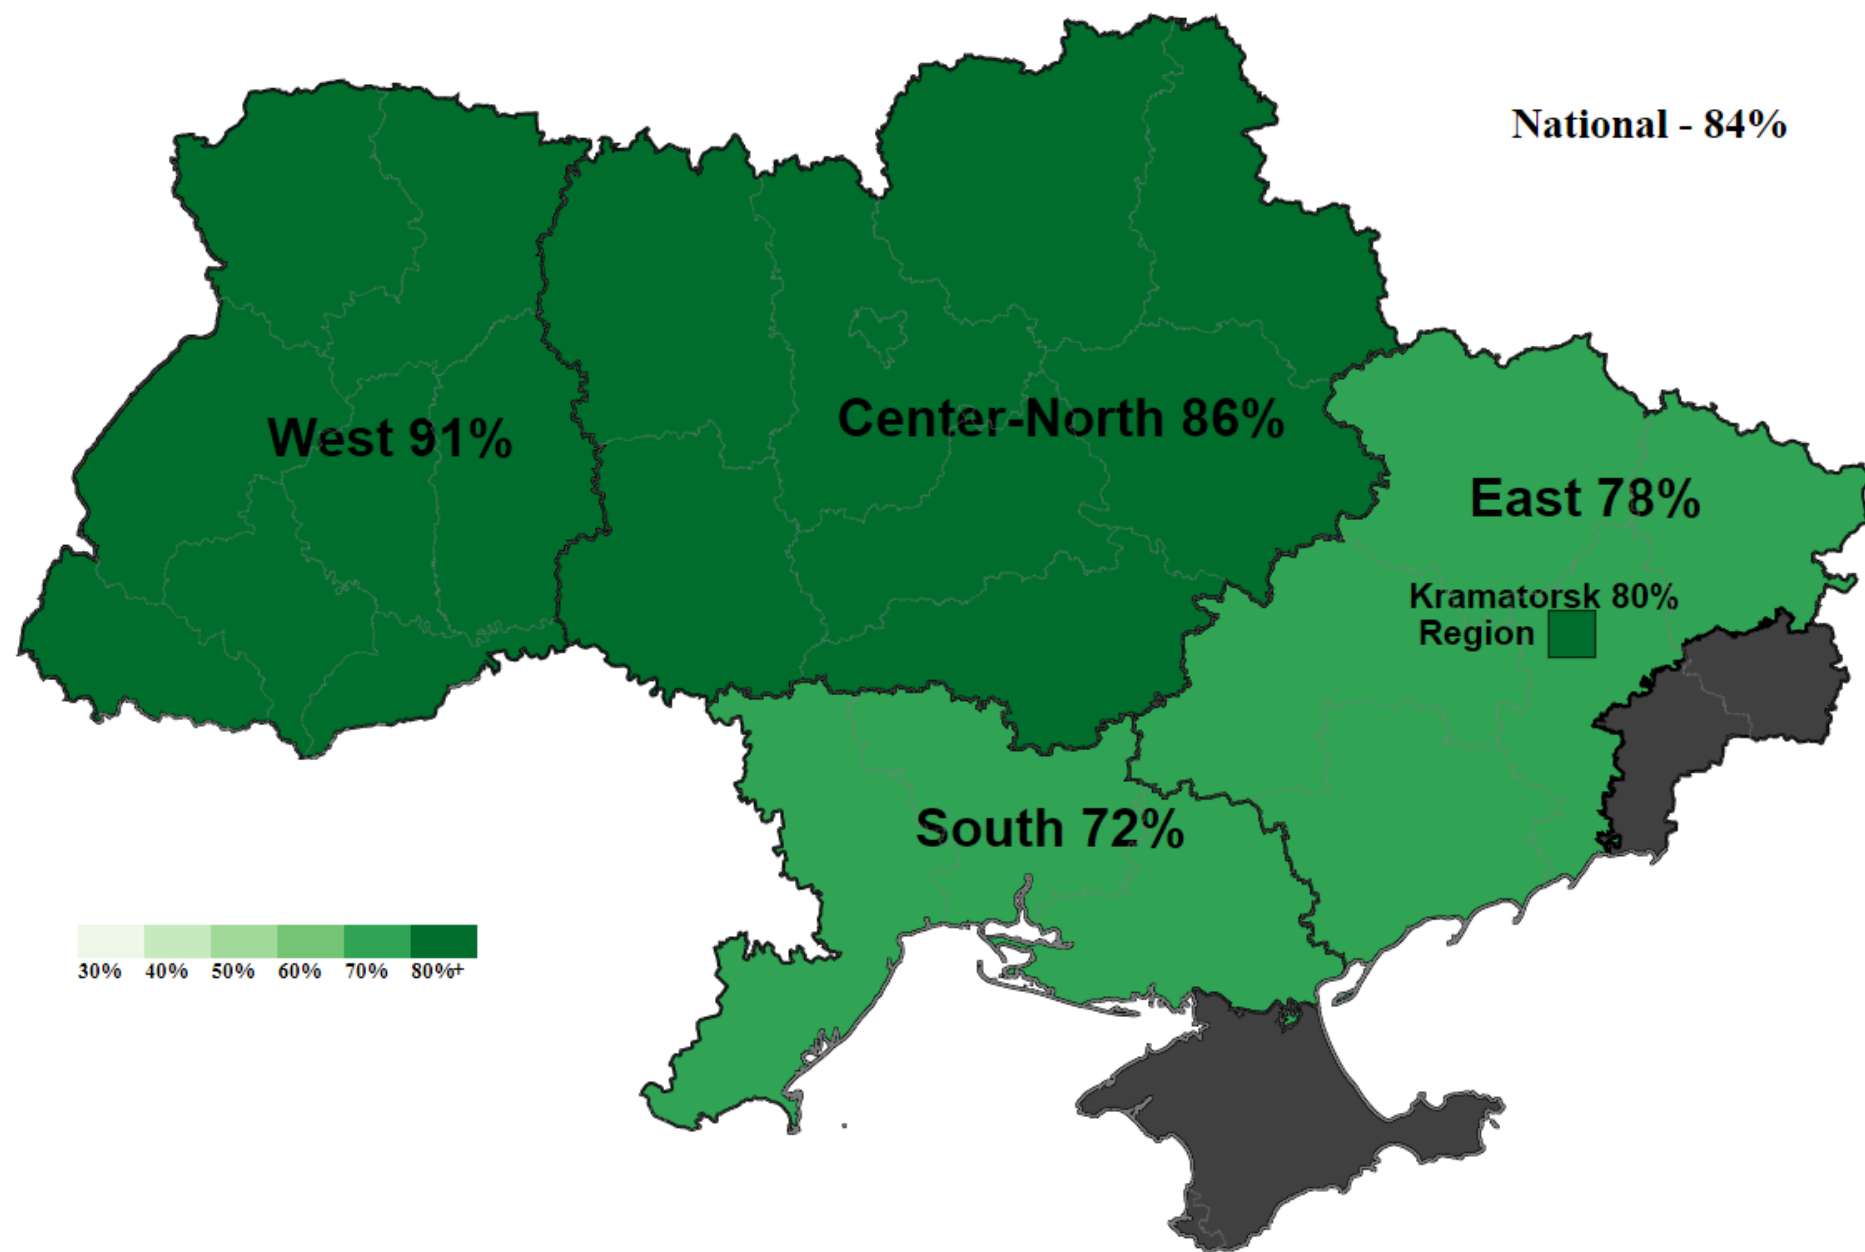 National - 84%
West 91%
Center-North 86%
East 78%
Kramatorsk 80%
Region
South 72%
30% 40% 50% 60% 70% 80%+